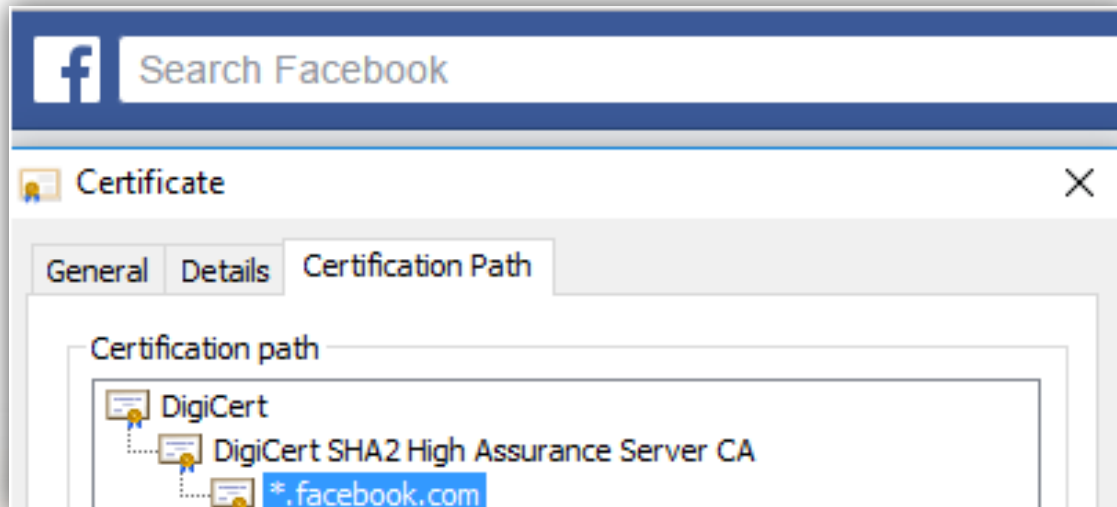 f Search Facebook
Certificate
General Details Certification Path
Certification path
DigiCert
DigiCert SHA2 High Assurance Server CA
*.facebook.com